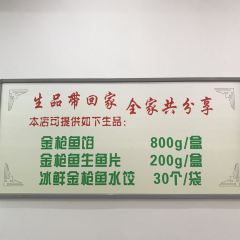 生品带回家 全家共分享
本店可提供如下生品：
金枪鱼馅 800g/盒
金枪鱼生鱼片 200g/盒
冰鲜金枪鱼水饺 30个/袋